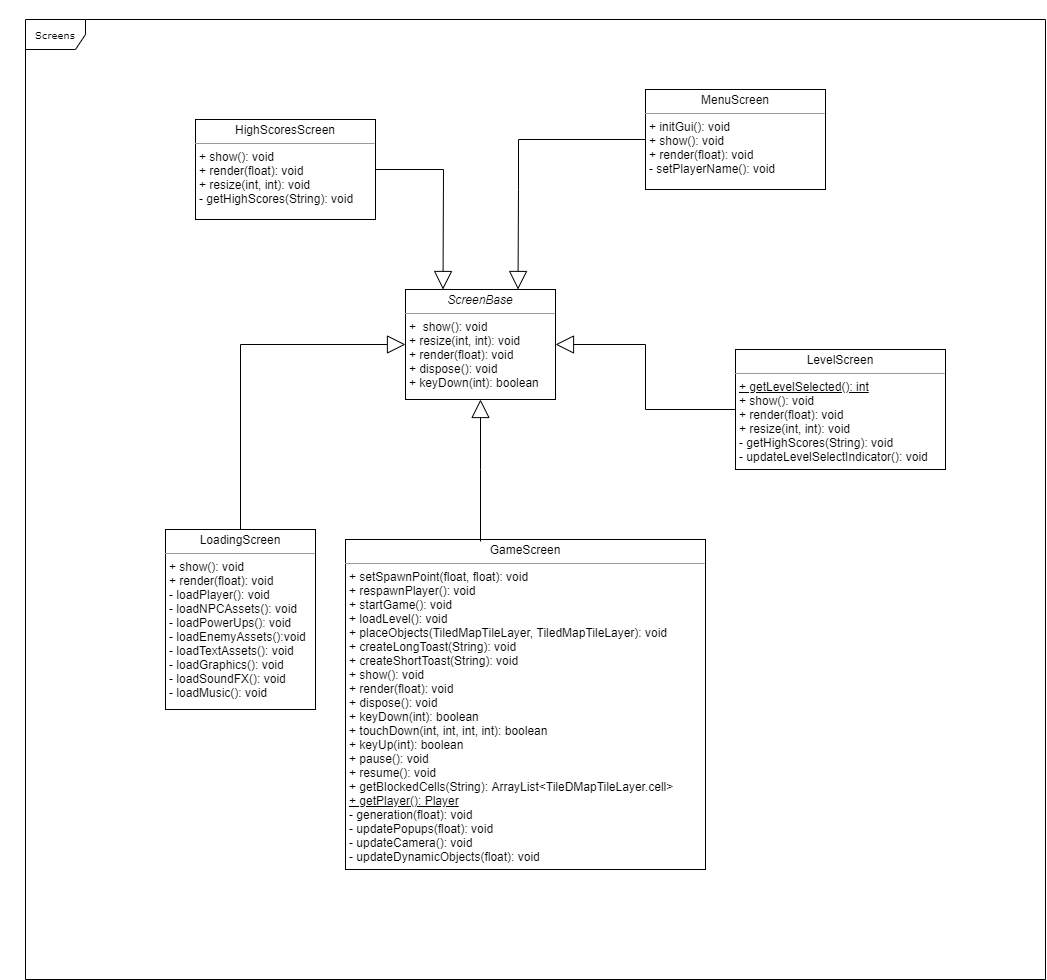 Screens
MenuScreen
+ initGui(): void
+ show(): void
+ render(float): void
- setPlayerName(): void
HighScoresScreen
+ show(): void
+ render(float): void
+ resize(int, int): void
- getHighScores(String): void
ScreenBase
+  show(): void
+ resize(int, int): void
+ render(float): void
+ dispose(): void
+ keyDown(int): boolean
LevelScreen
+ getLevelSelected(): int
+ show(): void
+ render(float): void
+ resize(int, int): void
- getHighScores(String): void
- updateLevelSelectIndicator(): void
LoadingScreen
+ show(): void
+ render(float): void
- loadPlayer(): void
- loadNPCAssets(): void
- loadPowerUps(): void
- loadEnemyAssets():void
- loadTextAssets(): void
- loadGraphics(): void
- loadSoundFX(): void
- loadMusic(): void
GameScreen
+ setSpawnPoint(float, float): void
+ respawnPlayer(): void
+ startGame(): void
+ loadLevel(): void
+ placeObjects(TiledMapTileLayer, TiledMapTileLayer): void
+ createLongToast(String): void
+ createShortToast(String): void
+ show(): void
+ render(float): void
+ dispose(): void
+ keyDown(int): boolean
+ touchDown(int, int, int, int): boolean
+ keyUp(int): boolean
+ pause(): void
+ resume(): void
+ getBlockedCells(String): ArrayList<TileDMapTileLayer.cell>
+ getPlayer(): Player
- generation(float): void
- updatePopups(float): void
- updateCamera(): void
- updateDynamicObjects(float): void